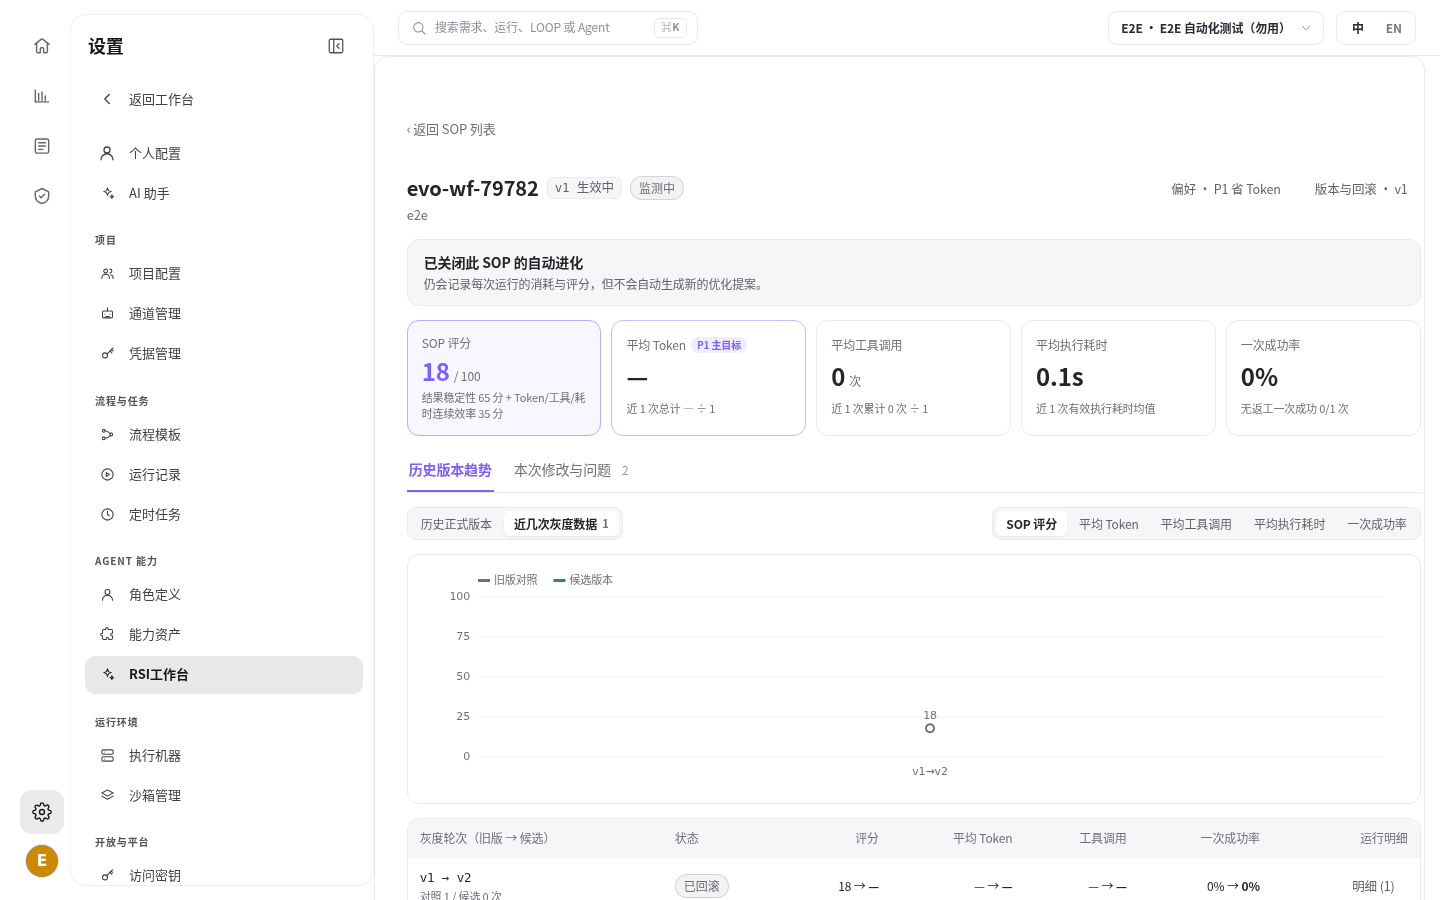 设置
返回工作台
个人配置
AI 助手
项目
项目配置
通道管理
凭据管理
流程与任务
流程模板
运行记录
定时任务
AGENT 能力
角色定义
能力资产
RSI工作台
运行环境
执行机器
沙箱管理
开放与平台
访问密钥
E
搜索需求、运行、LOOP 或 Agent ⌘K
E2E · E2E 自动化测试（勿用）
中 EN
‹ 返回 SOP 列表
evo-wf-79782 v1 生效中 监测中
偏好 · P1 省 Token 版本与回滚 · v1
e2e
已关闭此 SOP 的自动进化
仍会记录每次运行的消耗与评分，但不会自动生成新的优化提案。
SOP 评分
18 / 100
结果稳定性 65 分 + Token/工具/耗
时连续效率 35 分
平均 Token P1 主目标
—
近 1 次总计 — ÷ 1
平均工具调用
0 次
近 1 次累计 0 次 ÷ 1
平均执行耗时
0.1s
近 1 次有效执行耗时均值
一次成功率
0%
无返工一次成功 0/1 次
历史版本趋势 本次修改与问题 2
历史正式版本 近几次灰度数据 1
SOP 评分 平均 Token 平均工具调用 平均执行耗时 一次成功率
旧版对照 候选版本
100
75
50
25
0
18
v1→v2
灰度轮次（旧版 → 候选） 状态 评分 平均 Token 工具调用 一次成功率 运行明细
v1 → v2 已回滚 18 → — — → — — → — 0% → 0% 明细 (1)
对照 1 / 候选 0 次